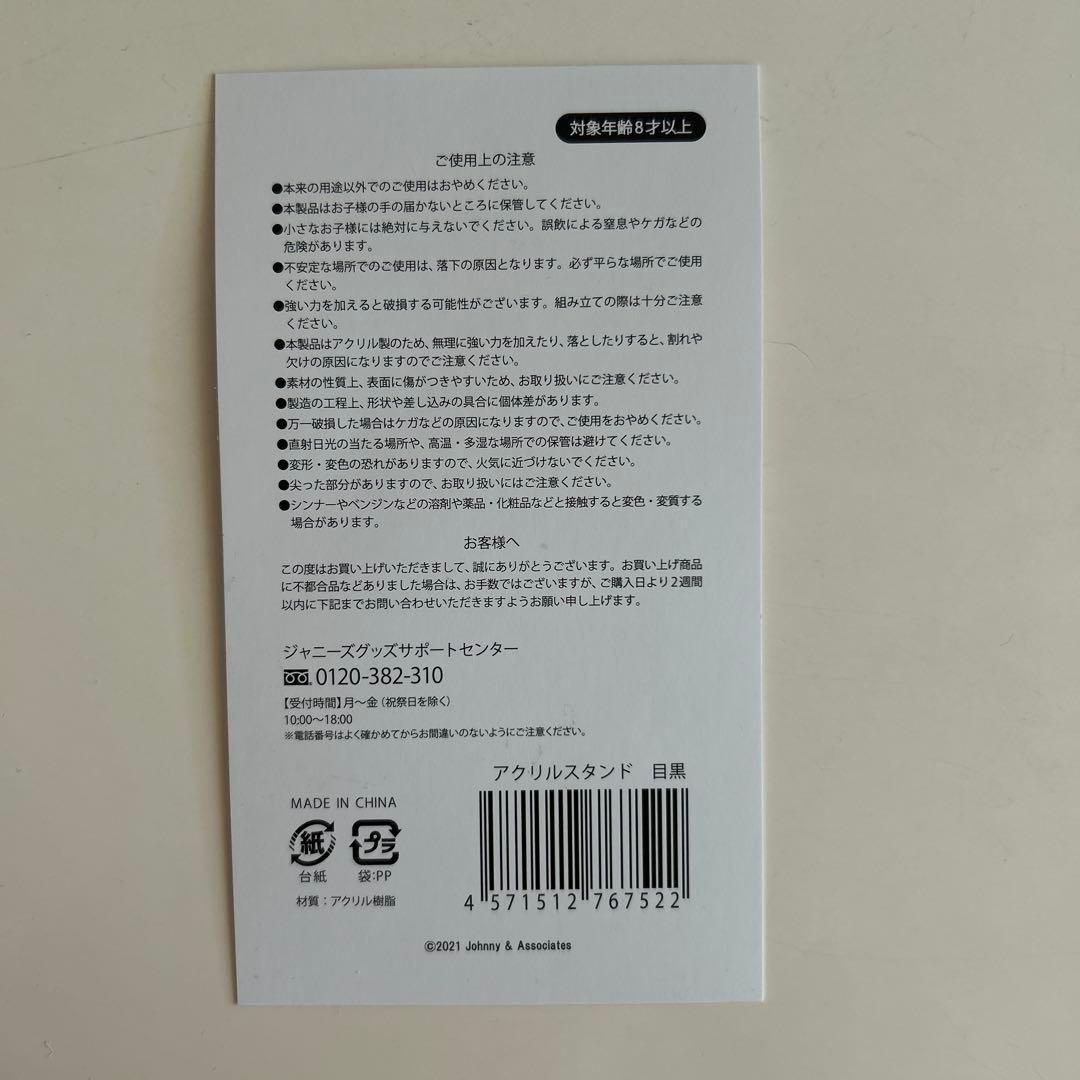 対象年齢8才以上
ご使用上の注意
●本来の用途以外でのご使用はおやめください。
●本製品はお子様の手の届かないところに保管してください。
●小さなお子様には絶対に与えないでください。誤飲による窒息やケガなどの
危険があります。
●不安定な場所でのご使用は、落下の原因となります。必ず平らな場所でご使用
ください。
●強い力を加えると破損する可能性がございます。組み立ての際は十分ご注意
ください。
●本製品はアクリル製のため、無理に強い力を加えたり、落としたりすると、割れや
欠けの原因になりますのでご注意ください。
●素材の性質上、表面に傷がつきやすいため、お取り扱いにご注意ください。
●製造の工程上、形状や差し込みの具合に個体差があります。
●万一破損した場合はケガなどの原因になりますので、ご使用をおやめください。
●直射日光の当たる場所や、高温・多湿な場所での保管は避けてください。
●変形・変色の恐れがありますので、火気に近づけないでください。
●尖った部分がありますので、お取り扱いにはご注意ください。
●シンナーやベンジンなどの溶剤や薬品・化粧品などと接触すると変色・変質する
場合があります。
お客様へ
この度はお買い上げいただきまして、誠にありがとうございます。お買い上げ商品
に不都合品などありました場合は、お手数ではございますが、ご購入日より2週間
以内に下記までお問い合わせいただきますようお願い申し上げます。
ジャニーズグッズサポートセンター
0120-382-310
【受付時間】月〜金（祝祭日を除く）
10:00〜18:00
※電話番号はよく確かめてからお間違いのないようにご注意ください。
アクリルスタンド 目黒
MADE IN CHINA
紙 プラ
台紙 袋:PP
材質：アクリル樹脂
4 571512 767522
©2021 Johnny & Associates